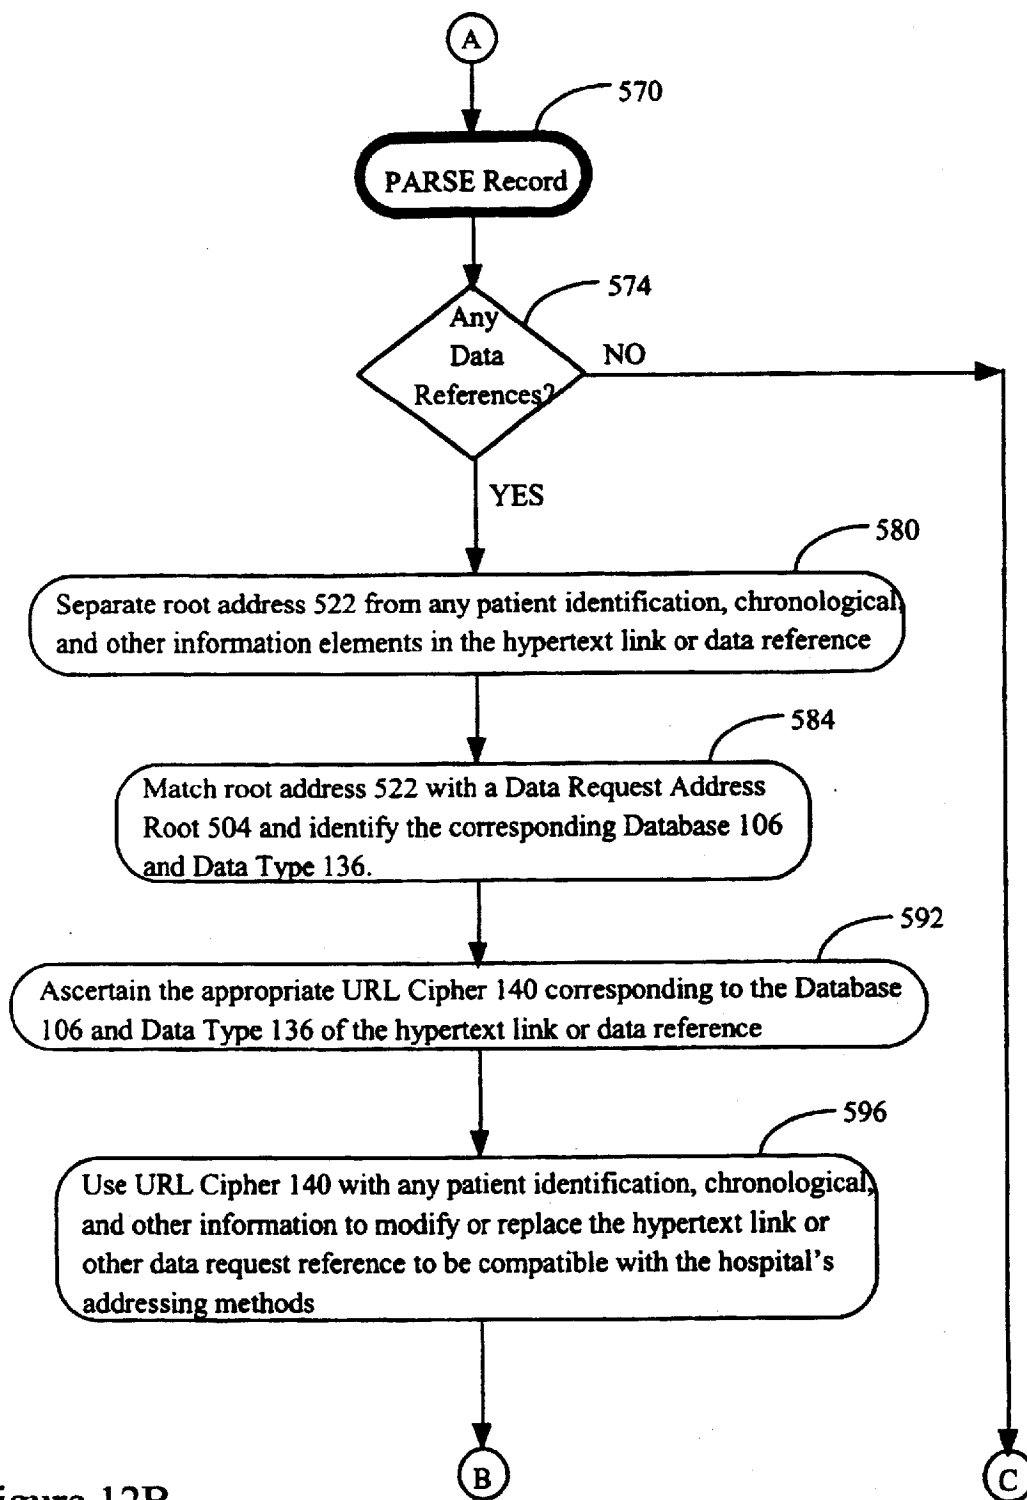 A
570
PARSE Record
574
Any
Data
References?
NO
YES
580
Separate root address 522 from any patient identification, chronological,
and other information elements in the hypertext link or data reference
584
Match root address 522 with a Data Request Address
Root 504 and identify the corresponding Database 106
and Data Type 136.
592
Ascertain the appropriate URL Cipher 140 corresponding to the Database
106 and Data Type 136 of the hypertext link or data reference
596
Use URL Cipher 140 with any patient identification, chronological,
and other information to modify or replace the hypertext link or
other data request reference to be compatible with the hospital's
addressing methods
B
C
igure 12B